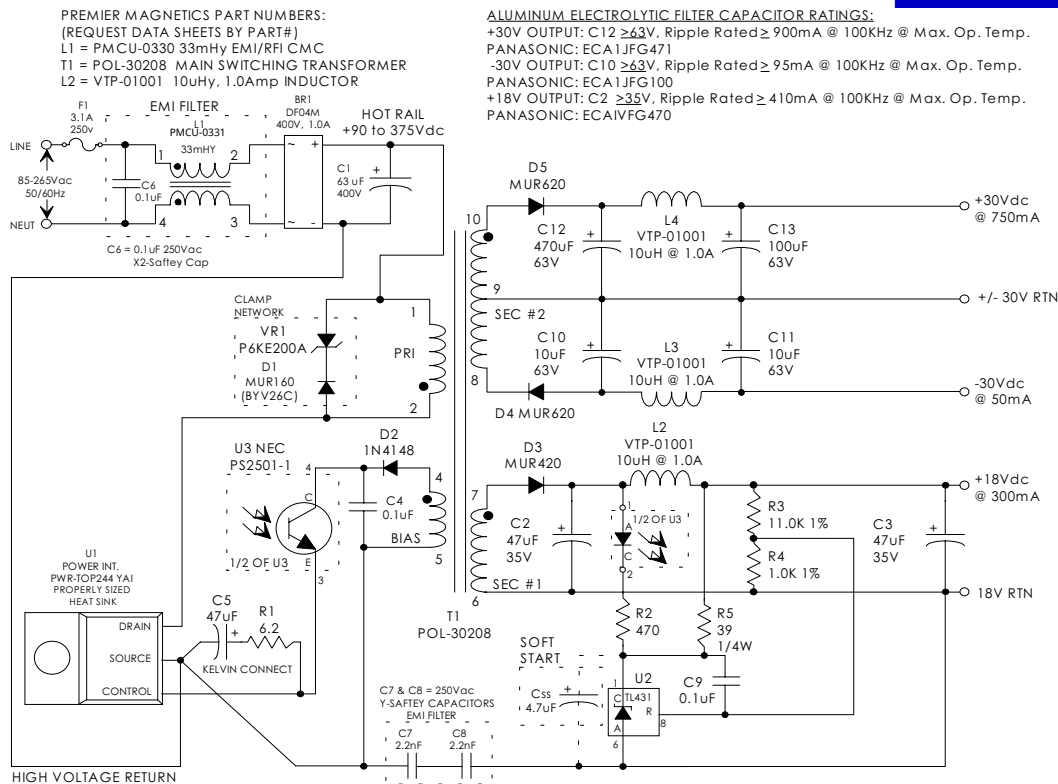 PREMIER MAGNETICS PART NUMBERS:
(REQUEST DATA SHEETS BY PART#)
L1 = PMCU-0330 33mHy EMI/RFI CMC
T1 = POL-30208 MAIN SWITCHING TRANSFORMER
L2 = VTP-01001 10uHy, 1.0Amp INDUCTOR
ALUMINUM ELECTROLYTIC FILTER CAPACITOR RATINGS:
+30V OUTPUT: C12 ≥63V, Ripple Rated ≥ 900mA @ 100KHz @ Max. Op. Temp.
PANASONIC: ECA1JFG471
-30V OUTPUT: C10 ≥63V, Ripple Rated ≥ 95mA @ 100KHz @ Max. Op. Temp.
PANASONIC: ECA1JFG100
+18V OUTPUT: C2 ≥35V, Ripple Rated ≥ 410mA @ 100KHz @ Max. Op. Temp.
PANASONIC: ECAIVFG470
F1
3.1A
250v
EMI FILTER
L1
PMCU-0331
33mHY
BR1
DF04M
400V, 1.0A
HOT RAIL
+90 to 375Vdc
LINE
85-265Vac
50/60Hz
NEUT
1
2
4
3
C6
0.1uF
~ +
~ -
+
C1
63 uF
400V
C6 = 0.1uF 250Vac
X2-Saftey Cap
CLAMP
NETWORK
VR1
P6KE200A
D1
MUR160
(BYV26C)
1
PRI
2
10
9
SEC #2
8
D5
MUR620
C12
470uF
63V
+
L4
VTP-01001
10uH @ 1.0A
+
C13
100uF
63V
+30Vdc
@ 750mA
+/- 30V RTN
C10
10uF
63V
+
L3
VTP-01001
10uH @ 1.0A
+
C11
10uF
63V
-30Vdc
@ 50mA
D4 MUR620
U3 NEC
PS2501-1
4
C
E
3
1/2 OF U3
D2
1N4148
C4
0.1uF
4
BIAS
5
7
SEC #1
6
T1
POL-30208
D3
MUR420
L2
VTP-01001
10uH @ 1.0A
C2
47uF
35V
+
1
A
C
2
1/2 OF U3
R3
11.0K 1%
R4
1.0K 1%
C3
47uF
35V
+
+18Vdc
@ 300mA
18V RTN
R2
470
R5
39
1/4W
U1
POWER INT.
PWR-TOP244 YAI
PROPERLY SIZED
HEAT SINK
DRAIN
SOURCE
CONTROL
C5
47uF
+
R1
6.2
KELVIN CONNECT
SOFT
START
Css
4.7uF
+
1
U2
C TL431
R
A
8
6
C9
0.1uF
C7 & C8 = 250Vac
Y-SAFTEY CAPACITORS
EMI FILTER
C7
2.2nF
C8
2.2nF
HIGH VOLTAGE RETURN